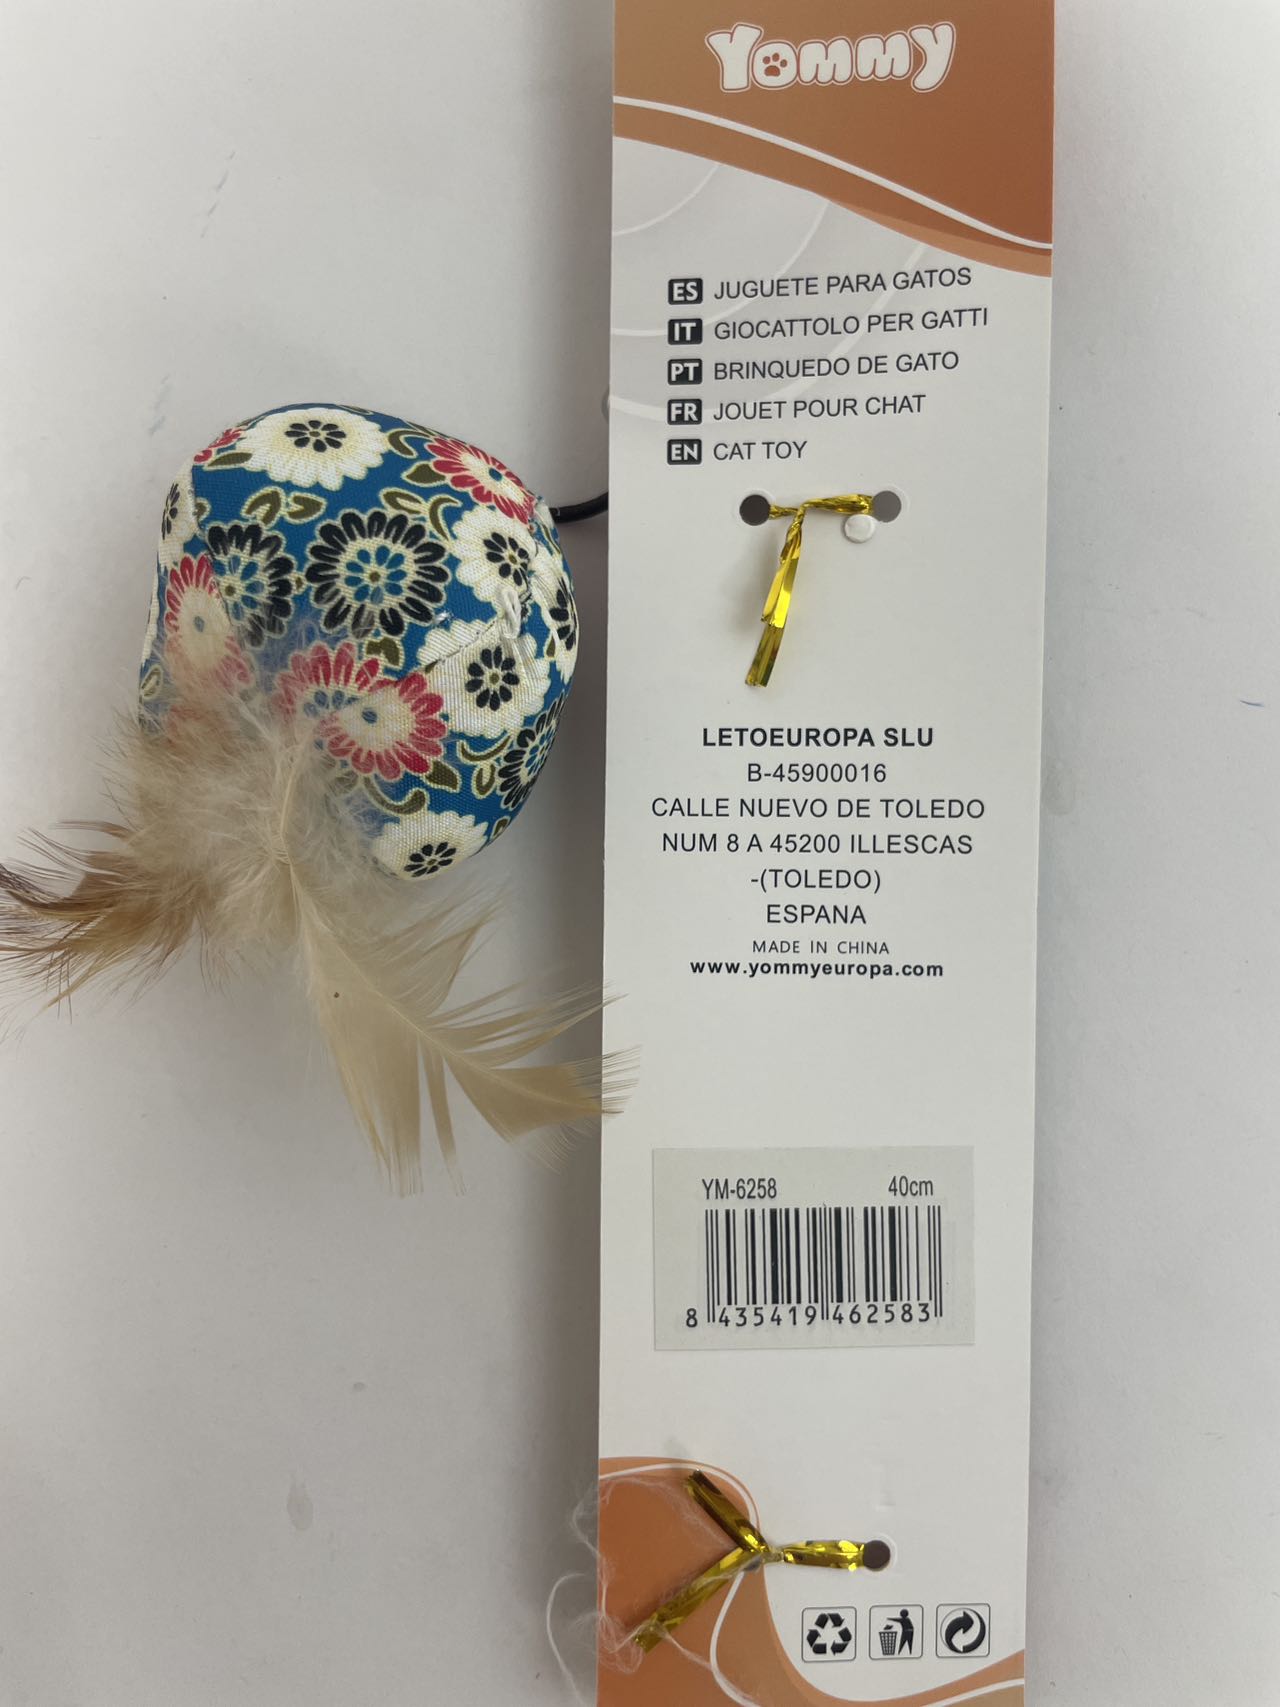 Yommy
ES JUGUETE PARA GATOS
IT GIOCATTOLO PER GATTI
PT BRINQUEDO DE GATO
FR JOUET POUR CHAT
EN CAT TOY
LETOEUROPA SLU
B-45900016
CALLE NUEVO DE TOLEDO
NUM 8 A 45200 ILLESCAS
-(TOLEDO)
ESPANA
MADE IN CHINA
www.yommyeuropa.com
YM-6258 40cm
8 435419 462583